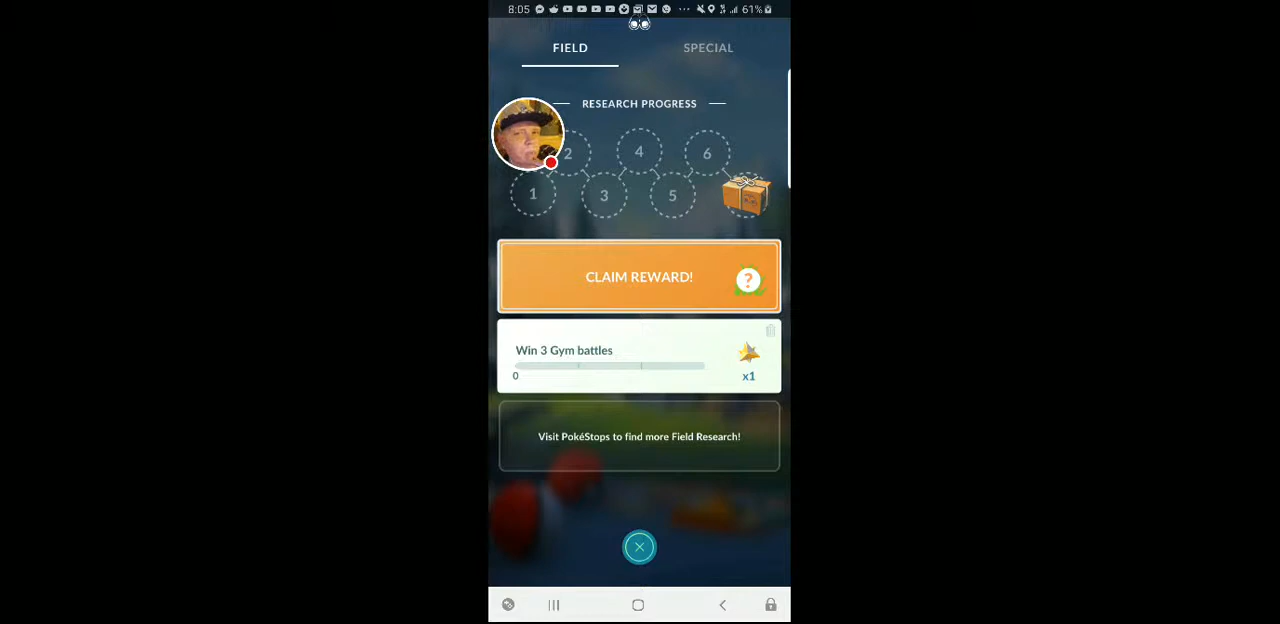 8:05 61%
FIELD SPECIAL
RESEARCH PROGRESS
2 4 6
1 3 5
CLAIM REWARD! ?
Win 3 Gym battles
0 x1
Visit PokéStops to find more Field Research!